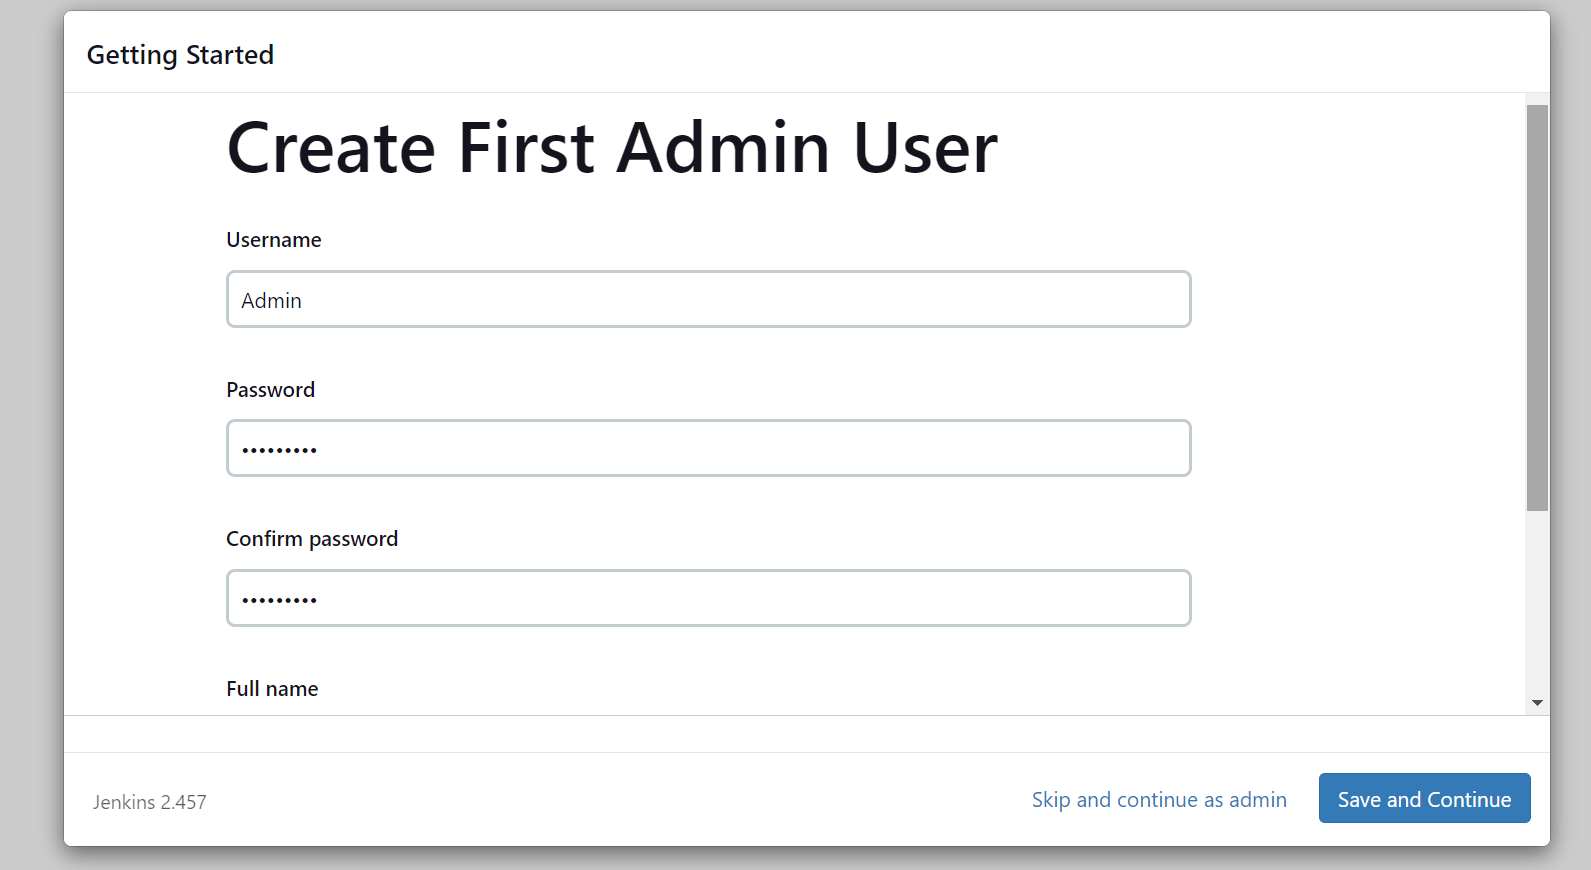 Getting Started
Create First Admin User
Username
Admin
Password
•••••••••
Confirm password
•••••••••
Full name
Jenkins 2.457
Skip and continue as admin
Save and Continue